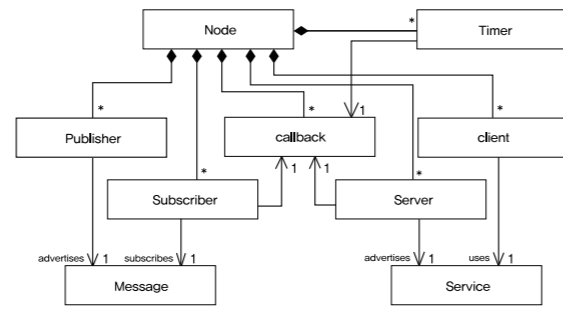 Node
*
Timer
*
*
1
*
Publisher
callback
client
1
1
*
*
Subscriber
Server
advertises
1
subscribes
1
advertises
1
uses
1
Message
Service